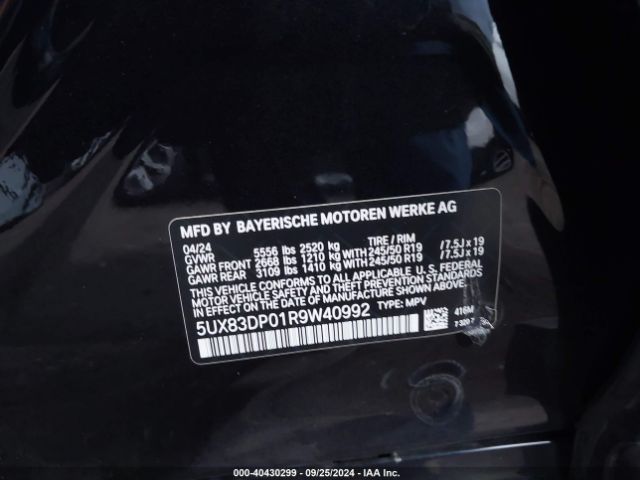 MFD BY BAYERISCHE MOTOREN WERKE AG
04/24 TIRE / RIM
GVWR 5556 lbs 2520 kg
GAWR FRONT 2668 lbs 1210 kg WITH 245/50 R19 /7.5J x 19
GAWR REAR 3109 lbs 1410 kg WITH 245/50 R19 /7.5J x 19
THIS VEHICLE CONFORMS TO ALL APPLICABLE U.S. FEDERAL
MOTOR VEHICLE SAFETY, BUMPER AND THEFT PREVENTION STANDARDS
IN EFFECT ON THE DATE OF MANUFACTURE SHOWN ABOVE.
5UX83DP01R9W40992 TYPE: MPV
416M
000-40430299 - 09/25/2024 - IAA Inc.